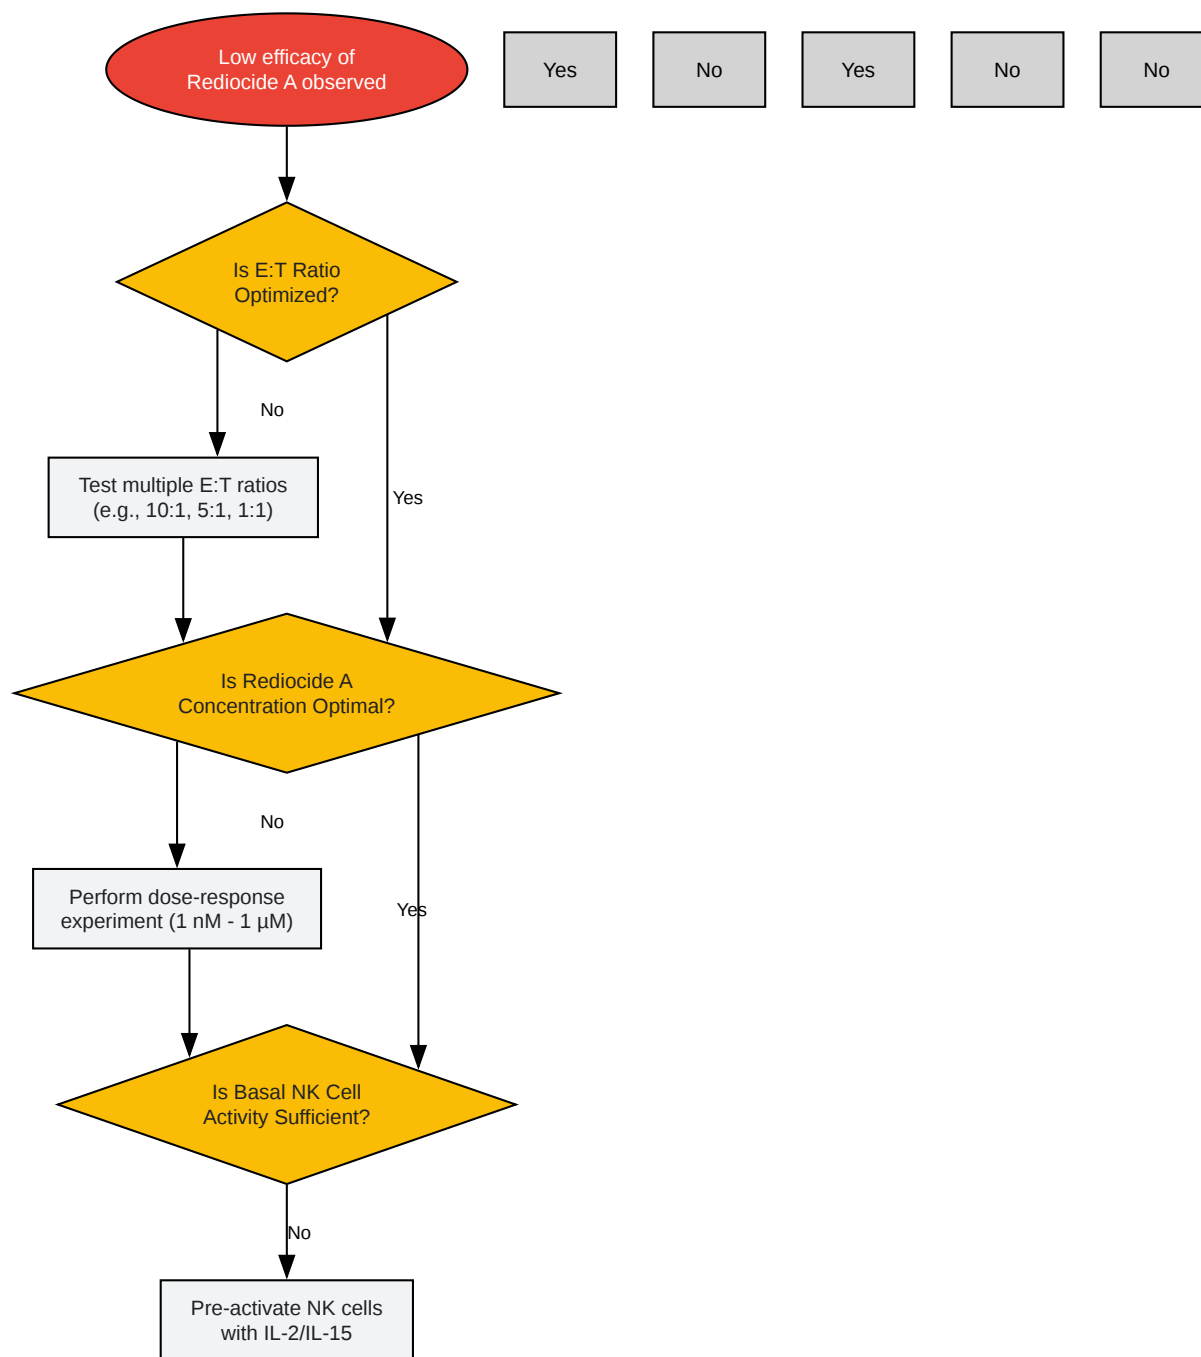 Low efficacy of
Rediocide A observed
Yes
No
Yes
No
No
Is E:T Ratio
Optimized?
No
Test multiple E:T ratios
(e.g., 10:1, 5:1, 1:1)
Yes
Is Rediocide A
Concentration Optimal?
No
Perform dose-response
experiment (1 nM - 1 µM)
Yes
Is Basal NK Cell
Activity Sufficient?
No
Pre-activate NK cells
with IL-2/IL-15